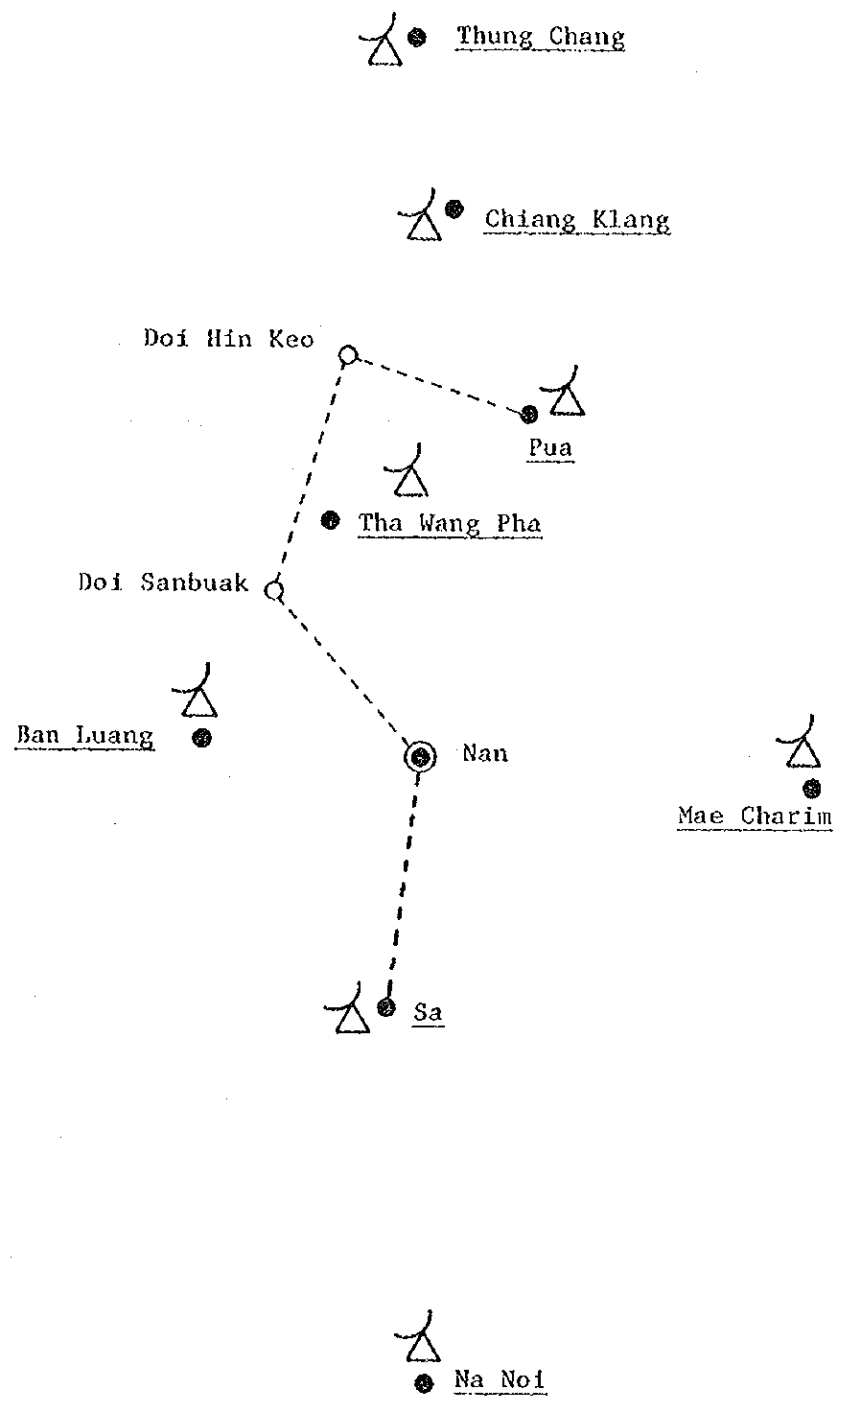 Thung Chang
Chiang Klang
Doi Hin Keo
Pua
Tha Wang Pha
Doi Sanbuak
Ban Luang
Nan
Mae Charim
Sa
Na Noi